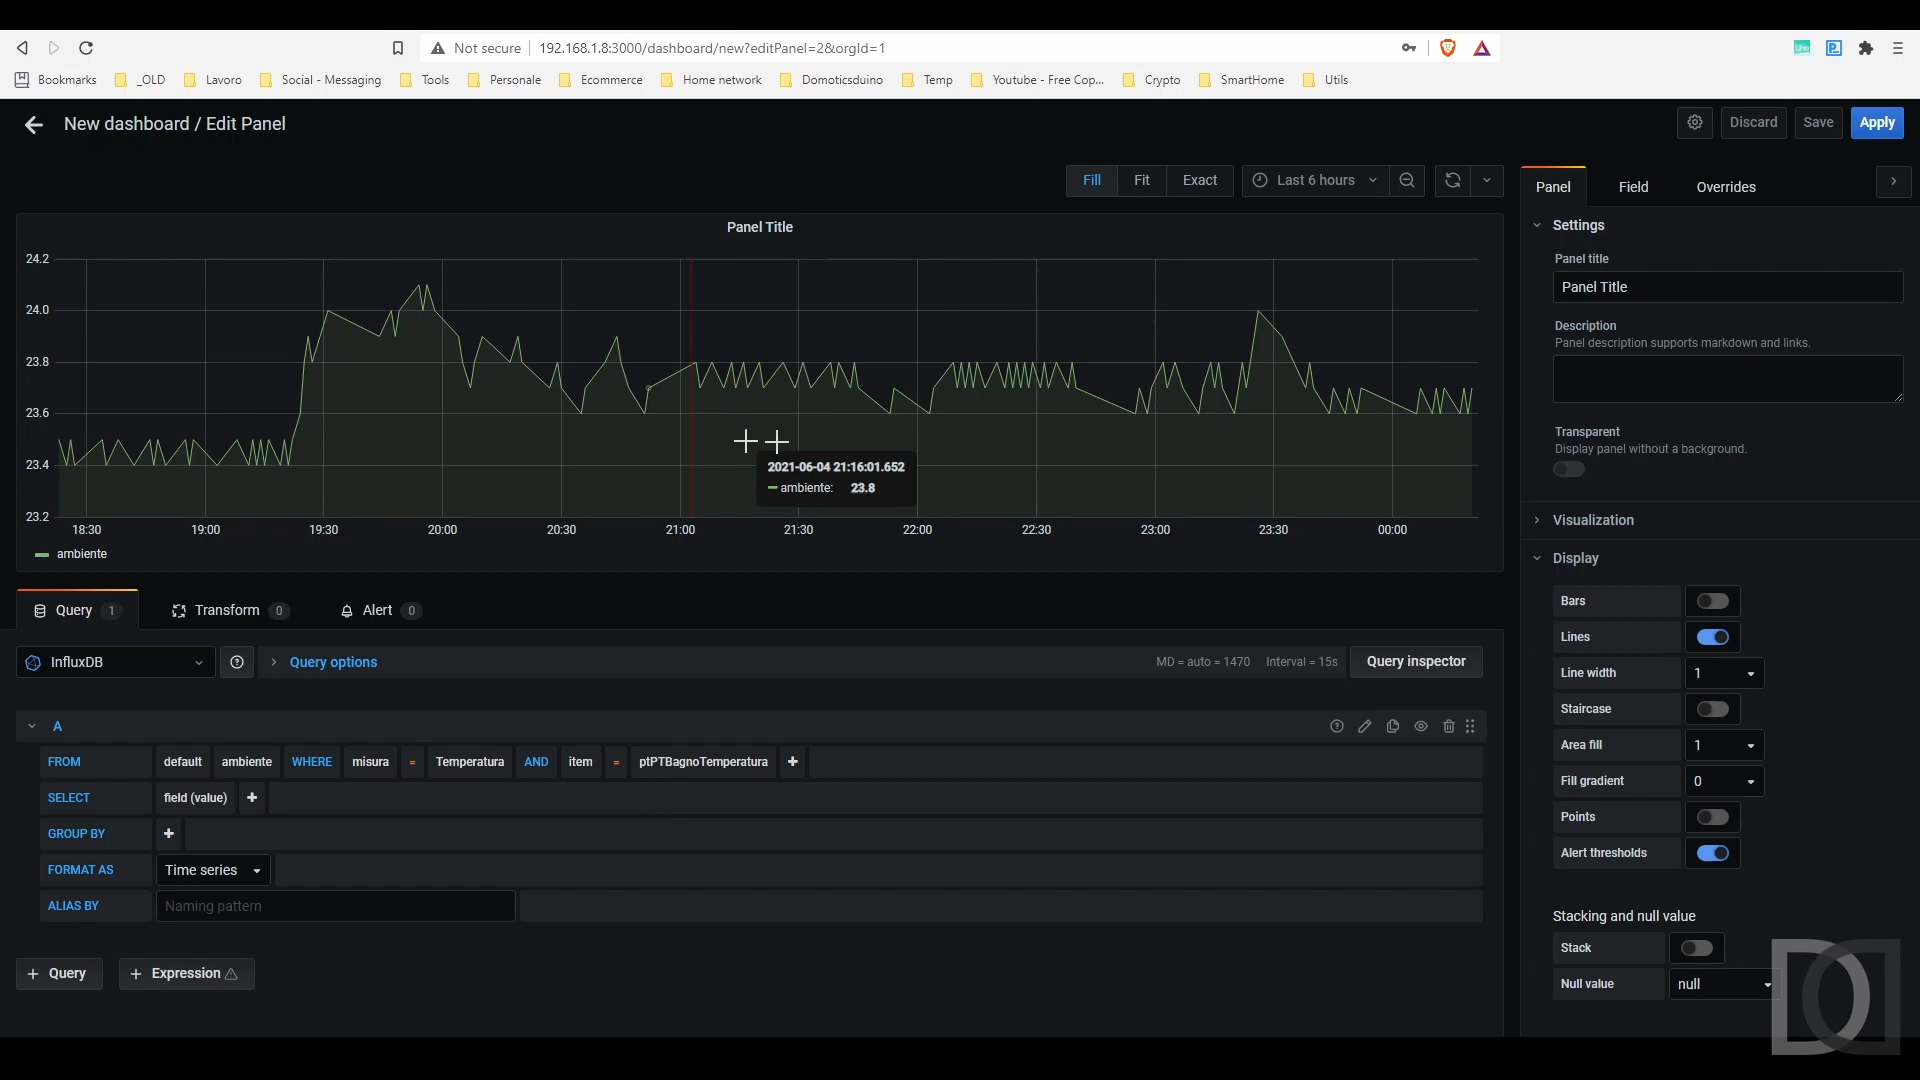 Not secure 192.168.1.8:3000/dashboard/new?editPanel=2&orgId=1
Bookmarks _OLD Lavoro Social - Messaging Tools Personale Ecommerce Home network Domoticsduino Temp Youtube - Free Cop... Crypto SmartHome Utils
New dashboard / Edit Panel
Discard Save Apply
Fill Fit Exact Last 6 hours
Panel Field Overrides
Panel Title
24.2
24.0
23.8
23.6
23.4
23.2
18:30 19:00 19:30 20:00 20:30 21:00 21:30 22:00 22:30 23:00 23:30 00:00
2021-06-04 21:16:01.652
ambiente: 23.8
ambiente
Query 1 Transform 0 Alert 0
InfluxDB Query options MD = auto = 1470 Interval = 15s Query inspector
A
FROM default ambiente WHERE misura = Temperatura AND item = ptPTBagnoTemperatura +
SELECT field (value) +
GROUP BY +
FORMAT AS Time series
ALIAS BY Naming pattern
+ Query + Expression
Settings
Panel title
Panel Title
Description
Panel description supports markdown and links.
Transparent
Display panel without a background.
Visualization
Display
Bars
Lines
Line width 1
Staircase
Area fill 1
Fill gradient 0
Points
Alert thresholds
Stacking and null value
Stack
Null value null